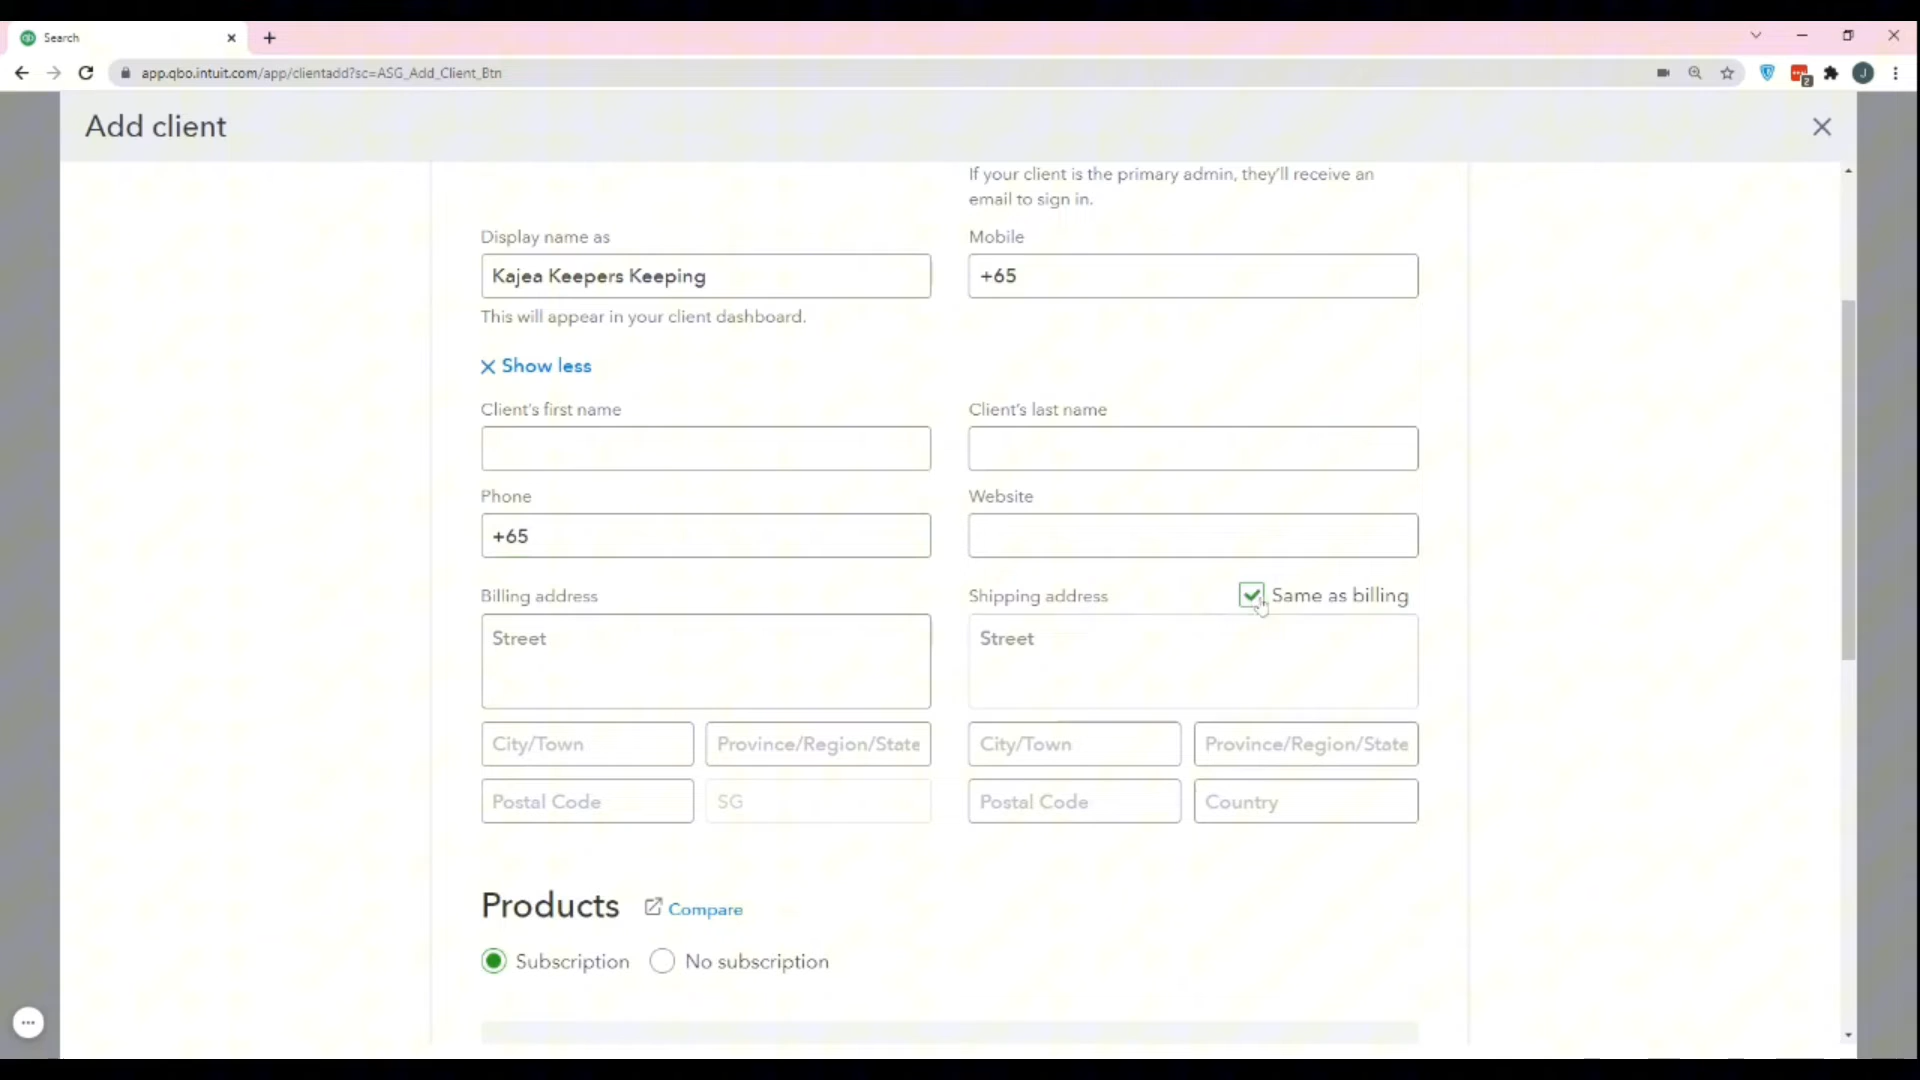 Search
app.qbo.intuit.com/app/clientadd?sc=ASG_Add_Client_Btn
2
J
Add client
If your client is the primary admin, they'll receive an
email to sign in.
Display name as
Mobile
Kajea Keepers Keeping
+65
This will appear in your client dashboard.
Show less
Client's first name
Client's last name
Phone
Website
+65
Billing address
Shipping address
Same as billing
Street
Street
City/Town
Province/Region/State
City/Town
Province/Region/State
Postal Code
SG
Postal Code
Country
Products
Compare
Subscription
No subscription